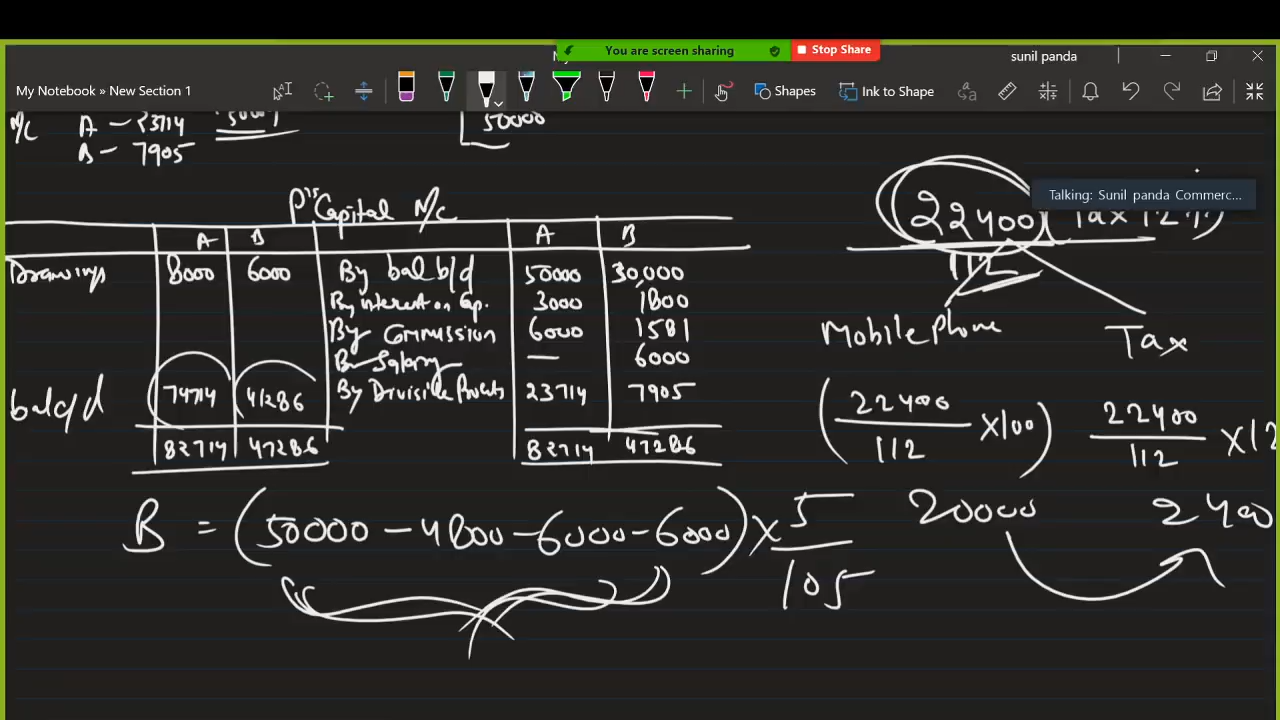 You are screen sharing
Stop Share
sunil panda
My Notebook » New Section 1
Shapes
Ink to Research
A - 23714
50000
B - 7905
Talking: Sunil panda Commerc...
22400 Tax 12%
112
Mobile Phone Tax
22400 / 112 × 100
22400 / 112 × 12
20000 2400
Prs Capital A/c
A B A B
Drawings 8000 6000 By bal b/d 50000 30,000
By interest on Cap. 3000 1800
By Commission 6000 1581
By Salary — 6000
bal c/d 74714 41286 By Divisible Profits 23714 7905
82714 47286 82714 47286
B = (50000 - 4800 - 6000 - 6000) × 5 / 105